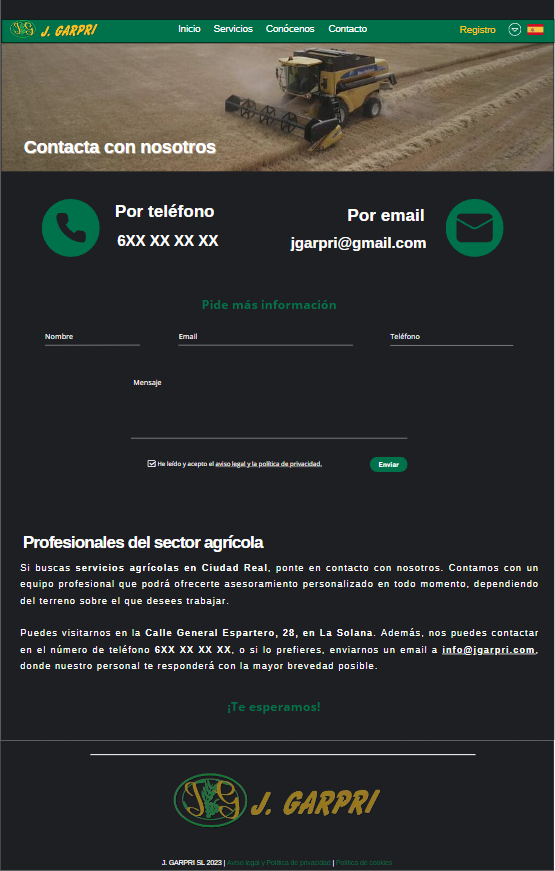 J. GARPRI
Inicio Servicios Conócenos Contacto Registro
Contacta con nosotros
Por teléfono
6XX XX XX XX
Por email
jgarpri@gmail.com
Pide más información
Nombre Email Teléfono
Mensaje
He leído y acepto el aviso legal y la política de privacidad.
Enviar
Profesionales del sector agrícola
Si buscas servicios agrícolas en Ciudad Real, ponte en contacto con nosotros. Contamos con un
equipo profesional que podrá ofrecerte asesoramiento personalizado en todo momento, dependiendo
del terreno sobre el que desees trabajar.
Puedes visitarnos en la Calle General Espartero, 28, en La Solana. Además, nos puedes contactar
en el número de teléfono 6XX XX XX XX, o si lo prefieres, enviarnos un email a info@jgarpri.com,
donde nuestro personal te responderá con la mayor brevedad posible.
¡Te esperamos!
JG J. GARPRI
J. GARPRI SL 2023 | Aviso legal y Política de privacidad | Política de cookies